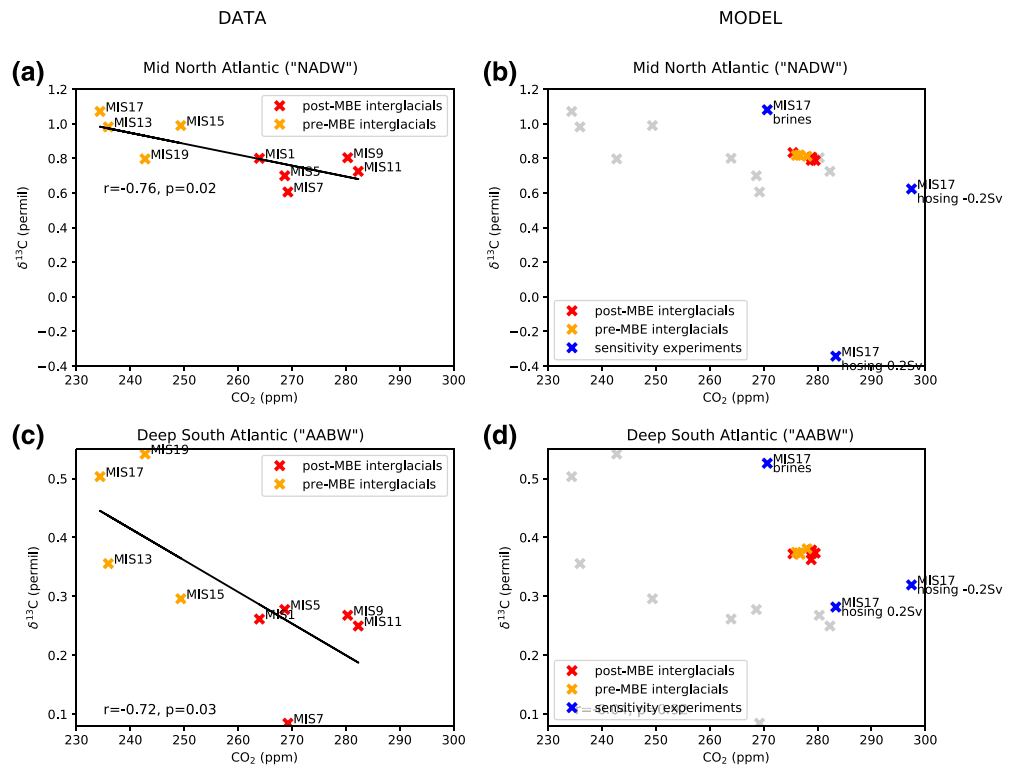 DATA
MODEL
(a)
Mid North Atlantic ("NADW")
1.2
1.0
0.8
0.6
0.4
0.2
0.0
−0.2
−0.4
δ13C (permil)
MIS17
MIS13
MIS15
MIS19
MIS1
MIS5
MIS7
MIS9
MIS11
post-MBE interglacials
pre-MBE interglacials
r=-0.76, p=0.02
230 240 250 260 270 280 290 300
CO2 (ppm)
(b)
Mid North Atlantic ("NADW")
1.2
1.0
0.8
0.6
0.4
0.2
0.0
−0.2
−0.4
δ13C (permil)
MIS17
brines
MIS17
hosing -0.2Sv
MIS17
hosing 0.2Sv
post-MBE interglacials
pre-MBE interglacials
sensitivity experiments
230 240 250 260 270 280 290 300
CO2 (ppm)
(c)
Deep South Atlantic ("AABW")
0.5
0.4
0.3
0.2
0.1
δ13C (permil)
MIS19
MIS17
MIS13
MIS15
MIS5
MIS1
MIS9
MIS11
MIS7
post-MBE interglacials
pre-MBE interglacials
r=-0.72, p=0.03
230 240 250 260 270 280 290 300
CO2 (ppm)
(d)
Deep South Atlantic ("AABW")
0.5
0.4
0.3
0.2
0.1
δ13C (permil)
MIS17
brines
MIS17
hosing -0.2Sv
MIS17
hosing 0.2Sv
post-MBE interglacials
pre-MBE interglacials
sensitivity experiments
230 240 250 260 270 280 290 300
CO2 (ppm)